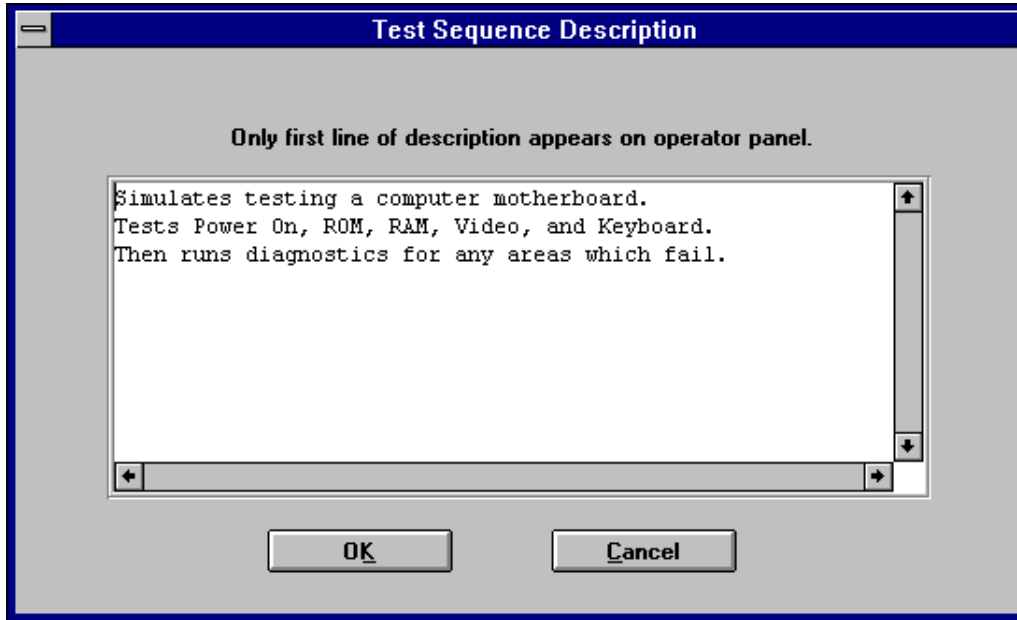 Test Sequence Description
Only first line of description appears on operator panel.
Simulates testing a computer motherboard.
Tests Power On, ROM, RAM, Video, and Keyboard.
Then runs diagnostics for any areas which fail.
OK
Cancel